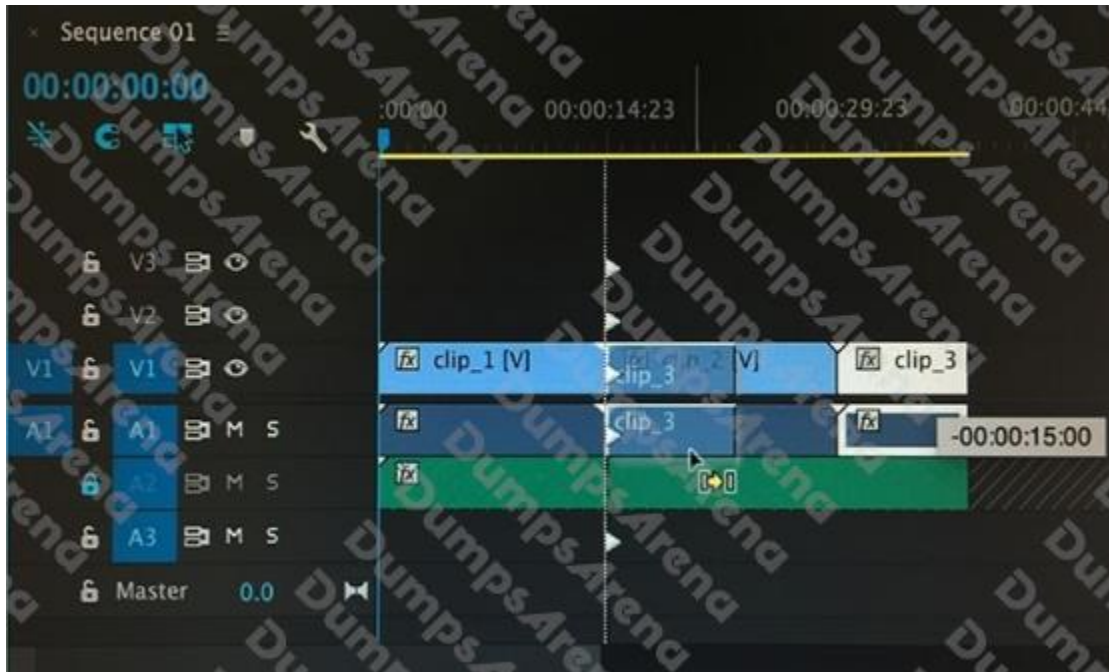 × Sequence 01 ≡
00:00:00:00
:00:00 00:00:14:23 00:00:29:23 00:00:44
V3
V2
V1 V1 fx clip_1 [V] clip_3 [V] fx clip_3
A1 A1 M S fx clip_3 fx -00:00:15:00
A2 M S fx
A3 M S
Master 0.0
DumpsArena